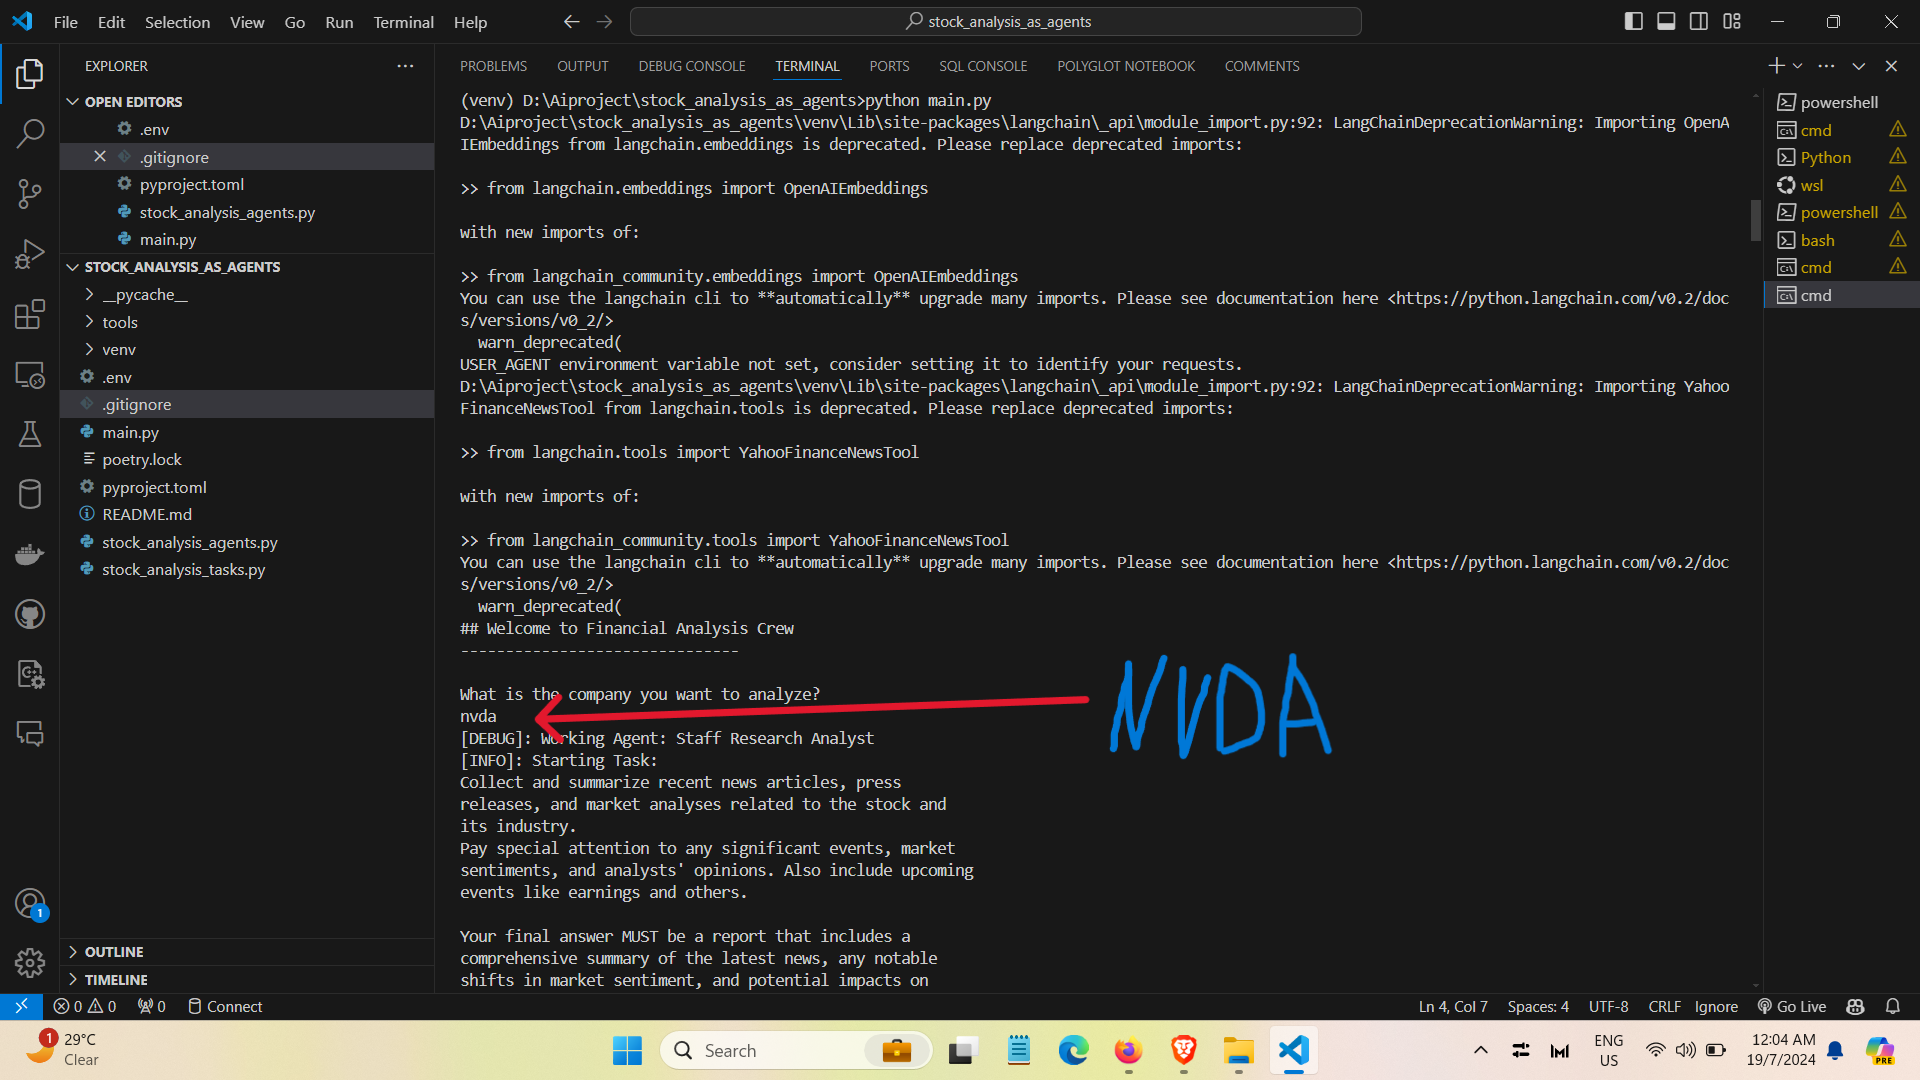 File Edit Selection View Go Run Terminal Help
stock_analysis_as_agents
EXPLORER
OPEN EDITORS
.env
.gitignore
pyproject.toml
stock_analysis_agents.py
main.py
STOCK_ANALYSIS_AS_AGENTS
__pycache__
tools
venv
.env
.gitignore
main.py
poetry.lock
pyproject.toml
README.md
stock_analysis_agents.py
stock_analysis_tasks.py
OUTLINE
TIMELINE
PROBLEMS OUTPUT DEBUG CONSOLE TERMINAL PORTS SQL CONSOLE POLYGLOT NOTEBOOK COMMENTS
(venv) D:\Aiproject\stock_analysis_as_agents>python main.py
D:\Aiproject\stock_analysis_as_agents\venv\Lib\site-packages\langchain\_api\module_import.py:92: LangChainDeprecationWarning: Importing OpenA
IEmbeddings from langchain.embeddings is deprecated. Please replace deprecated imports:
>> from langchain.embeddings import OpenAIEmbeddings
with new imports of:
>> from langchain_community.embeddings import OpenAIEmbeddings
You can use the langchain cli to **automatically** upgrade many imports. Please see documentation here <https://python.langchain.com/v0.2/doc
s/versions/v0_2/>
warn_deprecated(
USER_AGENT environment variable not set, consider setting it to identify your requests.
D:\Aiproject\stock_analysis_as_agents\venv\Lib\site-packages\langchain\_api\module_import.py:92: LangChainDeprecationWarning: Importing Yahoo
FinanceNewsTool from langchain.tools is deprecated. Please replace deprecated imports:
>> from langchain.tools import YahooFinanceNewsTool
with new imports of:
>> from langchain_community.tools import YahooFinanceNewsTool
You can use the langchain cli to **automatically** upgrade many imports. Please see documentation here <https://python.langchain.com/v0.2/doc
s/versions/v0_2/>
warn_deprecated(
## Welcome to Financial Analysis Crew
-------------------------------
What is the company you want to analyze?
nvda
NVDA
[DEBUG]: Working Agent: Staff Research Analyst
[INFO]: Starting Task:
Collect and summarize recent news articles, press
releases, and market analyses related to the stock and
its industry.
Pay special attention to any significant events, market
sentiments, and analysts' opinions. Also include upcoming
events like earnings and others.
Your final answer MUST be a report that includes a
comprehensive summary of the latest news, any notable
shifts in market sentiment, and potential impacts on
powershell
cmd
Python
wsl
powershell
bash
cmd
cmd
1
0 0 0 Connect
Ln 4, Col 7 Spaces: 4 UTF-8 CRLF Ignore Go Live
1
29°C
Clear
Search
ENG
US
12:04 AM
19/7/2024
PRE